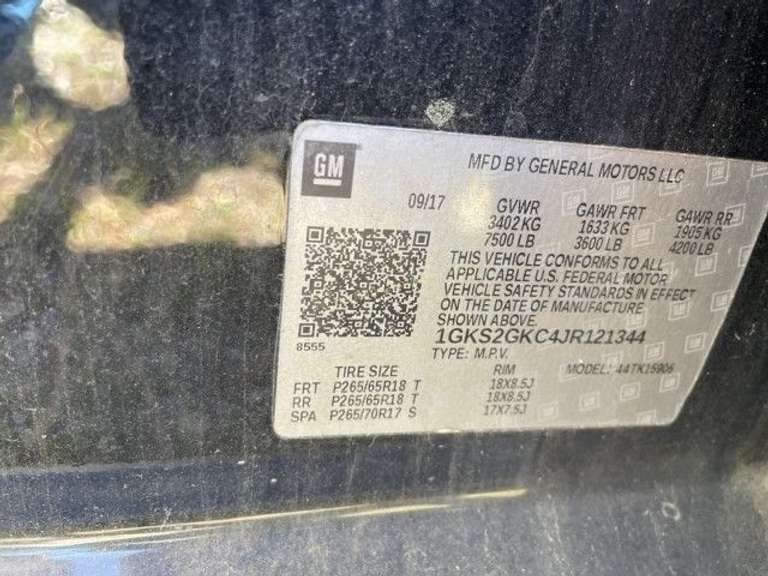 GM
MFD BY GENERAL MOTORS LLC
09/17 GVWR GAWR FRT GAWR RR
3402 KG 1633 KG 1905 KG
7500 LB 3600 LB 4200 LB
THIS VEHICLE CONFORMS TO ALL
APPLICABLE U.S. FEDERAL MOTOR
VEHICLE SAFETY STANDARDS IN EFFECT
ON THE DATE OF MANUFACTURE
SHOWN ABOVE.
1GKS2GKC4JR121344
8555
TYPE: M.P.V. MODEL: 44TK15906
TIRE SIZE RIM
FRT P265/65R18 T 18X8.5J
RR P265/65R18 T 18X8.5J
SPA P265/70R17 S 17X7.5J